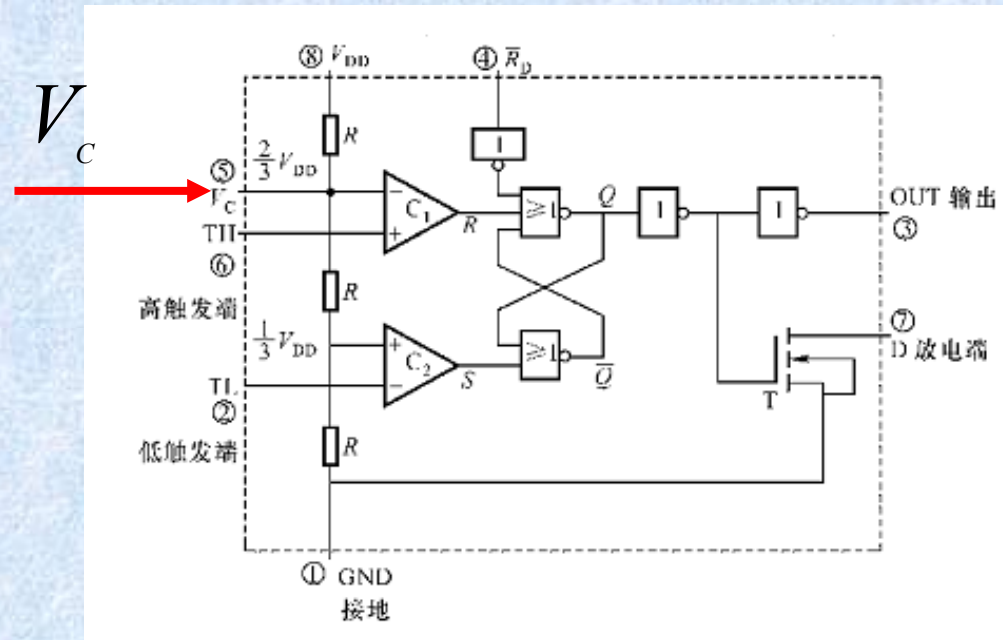 V_C
⑧ V_DD
④ R̅_D
R
1
⑤
2/3 V_DD
V_C
C₁
R
≥1
Q
1
1
OUT 输出
③
TH
⑥
高触发端
R
1/3 V_DD
C₂
S
≥1
Q̅
T
⑦
D 放电端
TL
②
低触发端
R
① GND
接地